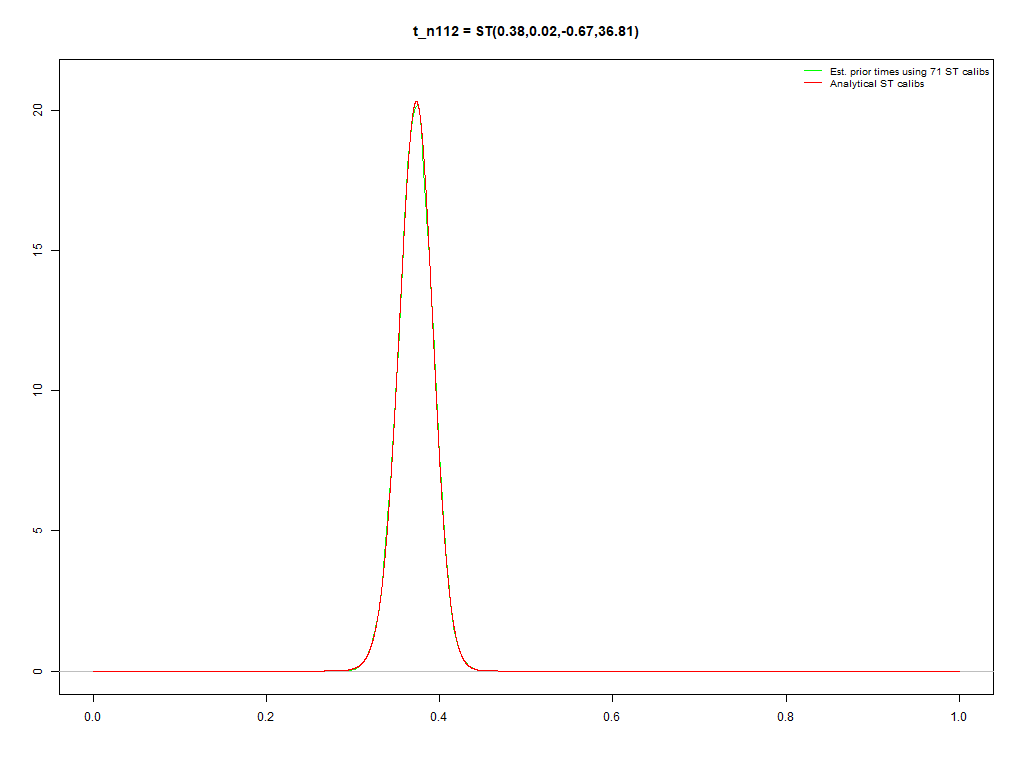 t_n112 = ST(0.38,0.02,-0.67,36.81)
Est. prior times using 71 ST calibs
Analytical ST calibs
20
15
10
5
0
0.0 0.2 0.4 0.6 0.8 1.0